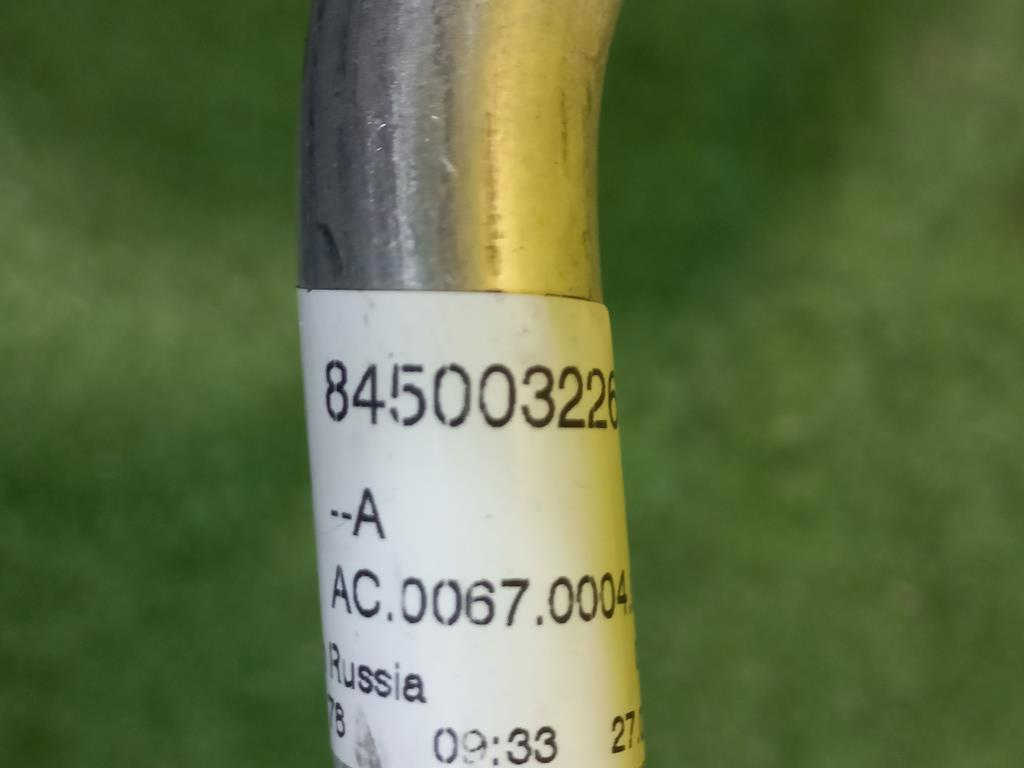 845003226
--A
AC.0067.0004.
Russia
78 09:33 27.